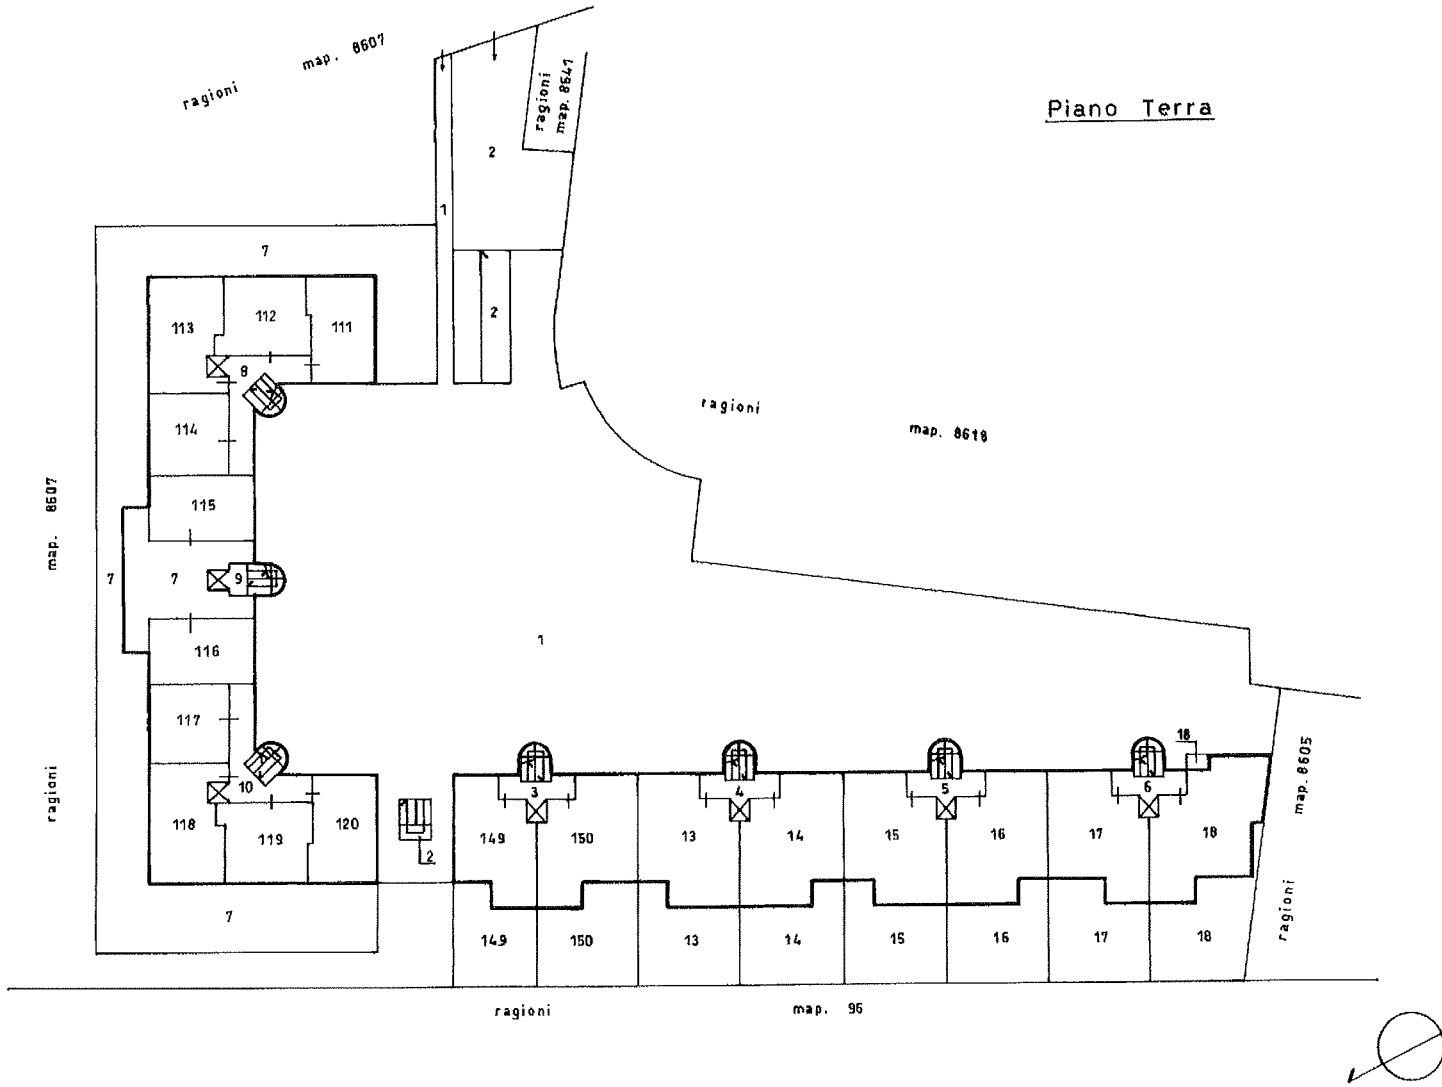 ragioni map. 8607
ragioni
map. 8641
Piano Terra
2
1
7
113 112 111
2
8
114
ragioni map. 8618
115
map. 8607
7 7 9
116
1
117
18
ragioni
10
118 119 120
2
3 4 5 6
149 150 13 14 15 16 17 18
map. 8605
7
149 150 13 14 15 16 17 18
ragioni
ragioni map. 96